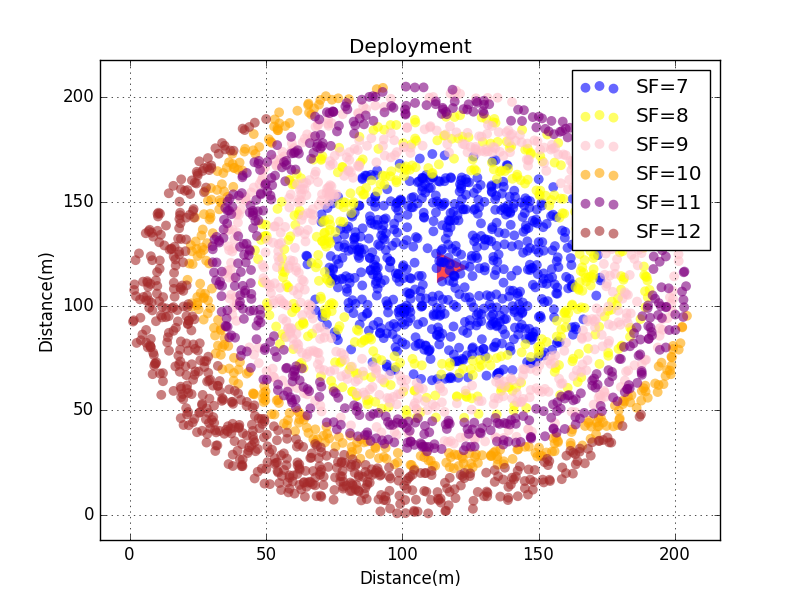 Deployment
SF=7
SF=8
SF=9
SF=10
SF=11
SF=12
200
150
100
50
0
Distance(m)
0 50 100 150 200
Distance(m)